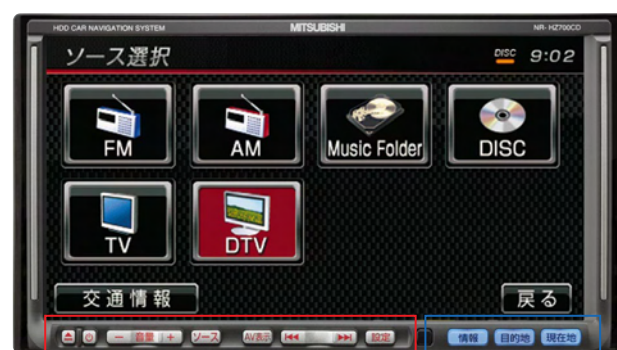 HDD CAR NAVIGATION SYSTEM MITSUBISHI NR-HZ700CD
ソース選択 DISC 9:02
FM AM Music Folder DISC
TV DTV
交通情報 戻る
− 音量 + ソース AV表示 設定 情報 目的地 現在地